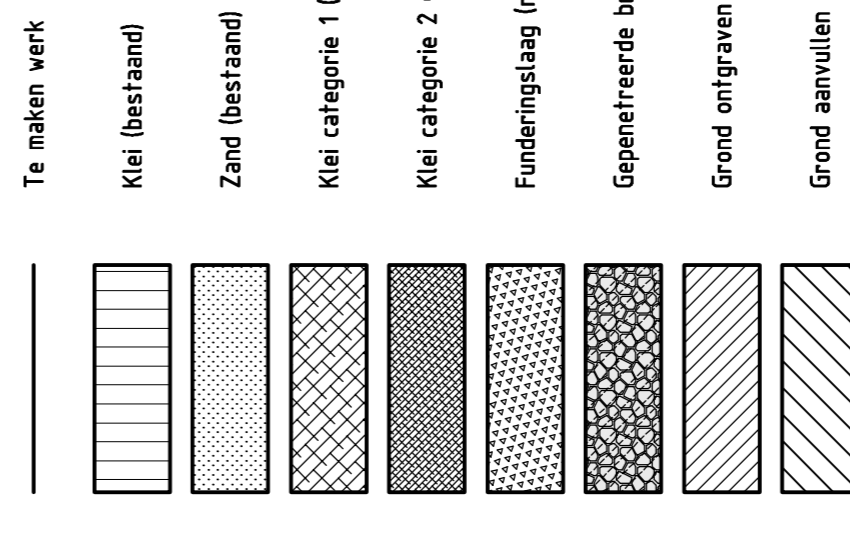 Te maken werk
Klei (bestaand)
Zand (bestaand)
Klei categorie 1
Klei categorie 2
Funderingslaag
Gepenetreerde
Grond ontgraven
Grond aanvullen